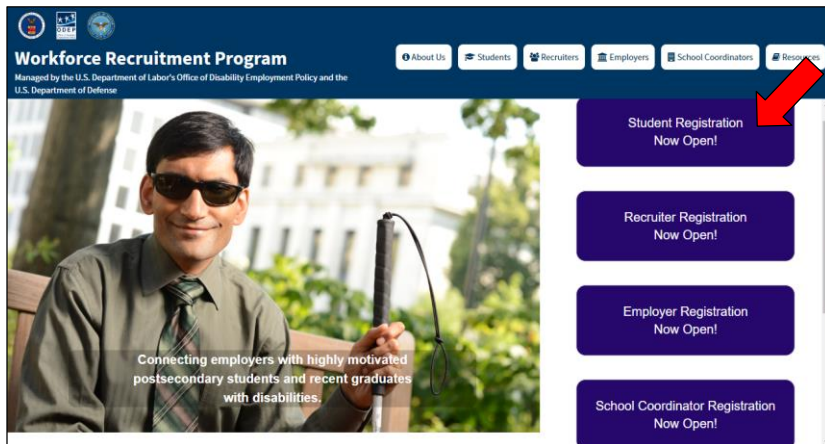 ODEP
Workforce Recruitment Program
Managed by the U.S. Department of Labor's Office of Disability Employment Policy and the
U.S. Department of Defense
About Us
Students
Recruiters
Employers
School Coordinators
Resources
Student Registration
Now Open!
Recruiter Registration
Now Open!
Employer Registration
Now Open!
School Coordinator Registration
Now Open!
Connecting employers with highly motivated
postsecondary students and recent graduates
with disabilities.